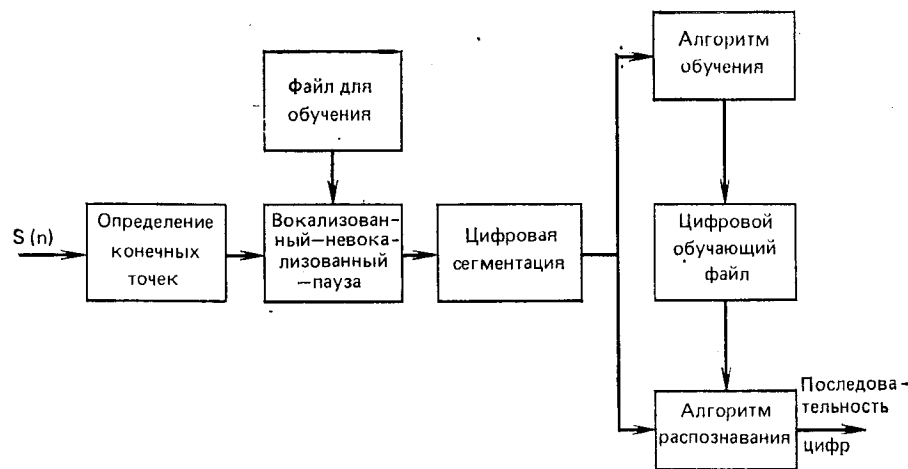 Алгоритм
обучения
Файл для
обучения
S (n)
Определение
конечных
точек
Вокализован-
ный—невока-
лизованный
—пауза
Цифровая
сегментация
Цифровой
обучающий
файл
Алгоритм
распознавания
Последова-
тельность
цифр